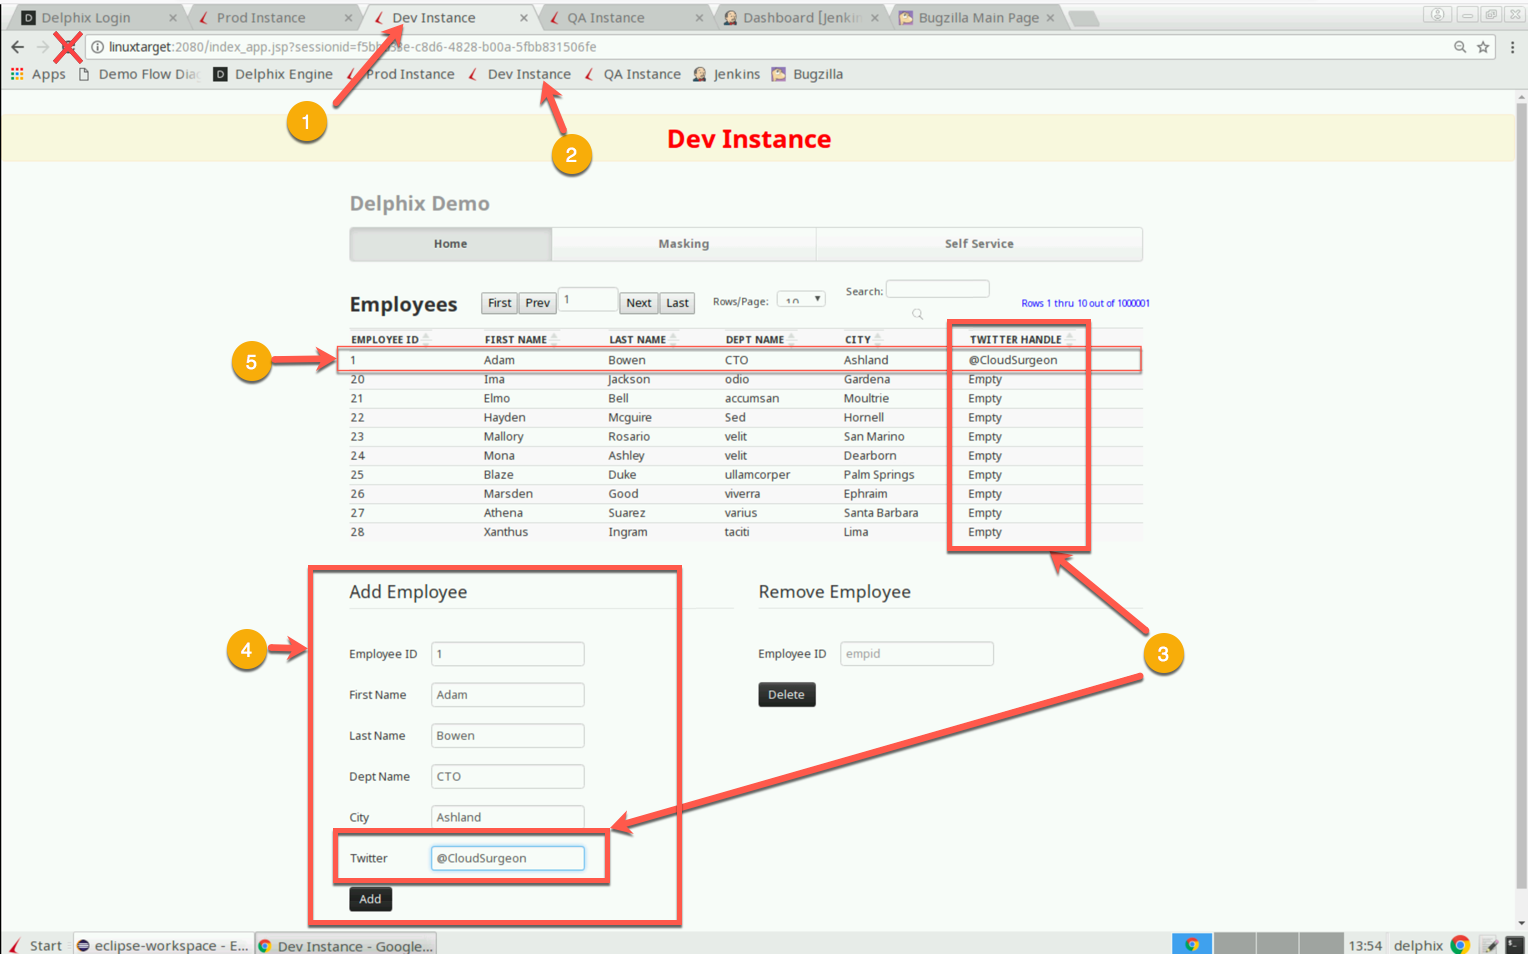 Delphix Login
Prod Instance
Dev Instance
QA Instance
Dashboard [Jenkin
Bugzilla Main Page
linuxtarget:2080/index_app.jsp?sessionid=f5bb e-c8d6-4828-b00a-5fbb831506fe
Apps
Demo Flow Dia
Delphix Engine
Prod Instance
Dev Instance
QA Instance
Jenkins
Bugzilla
1
2
Dev Instance
Delphix Demo
Home
Masking
Self Service
Employees
First
Prev
1
Next
Last
Rows/Page:
10
Search:
Rows 1 thru 10 out of 1000001
EMPLOYEE ID FIRST NAME LAST NAME DEPT NAME CITY TWITTER HANDLE
5
1 Adam Bowen CTO Ashland @CloudSurgeon
20 Ima Jackson odio Gardena Empty
21 Elmo Bell accumsan Moultrie Empty
22 Hayden Mcguire Sed Hornell Empty
23 Mallory Rosario velit San Marino Empty
24 Mona Ashley velit Dearborn Empty
25 Blaze Duke ullamcorper Palm Springs Empty
26 Marsden Good viverra Ephraim Empty
27 Athena Suarez varius Santa Barbara Empty
28 Xanthus Ingram taciti Lima Empty
Add Employee
4
Employee ID 1
First Name Adam
Last Name Bowen
Dept Name CTO
City Ashland
Twitter @CloudSurgeon
Add
Remove Employee
Employee ID empid
Delete
3
Start
eclipse-workspace - E...
Dev Instance - Google...
13:54
delphix